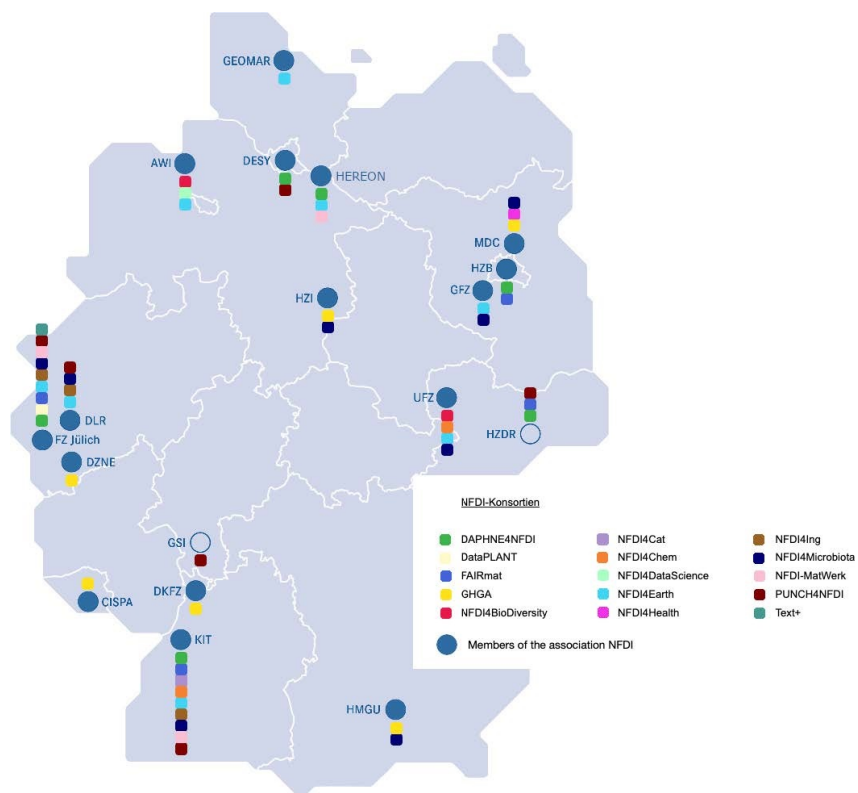 GEOMAR
AWI
DESY
HEREON
MDC
HZB
GFZ
HZI
UFZ
HZDR
DLR
FZ Jülich
DZNE
GSI
DKFZ
CISPA
KIT
HMGU
NFDI-Konsortien
DAPHNE4NFDI
DataPLANT
FAIRmat
GHGA
NFDI4BioDiversity
NFDI4Cat
NFDI4Chem
NFDI4DataScience
NFDI4Earth
NFDI4Health
NFDI4Ing
NFDI4Microbiota
NFDI-MatWerk
PUNCH4NFDI
Text+
Members of the association NFDI